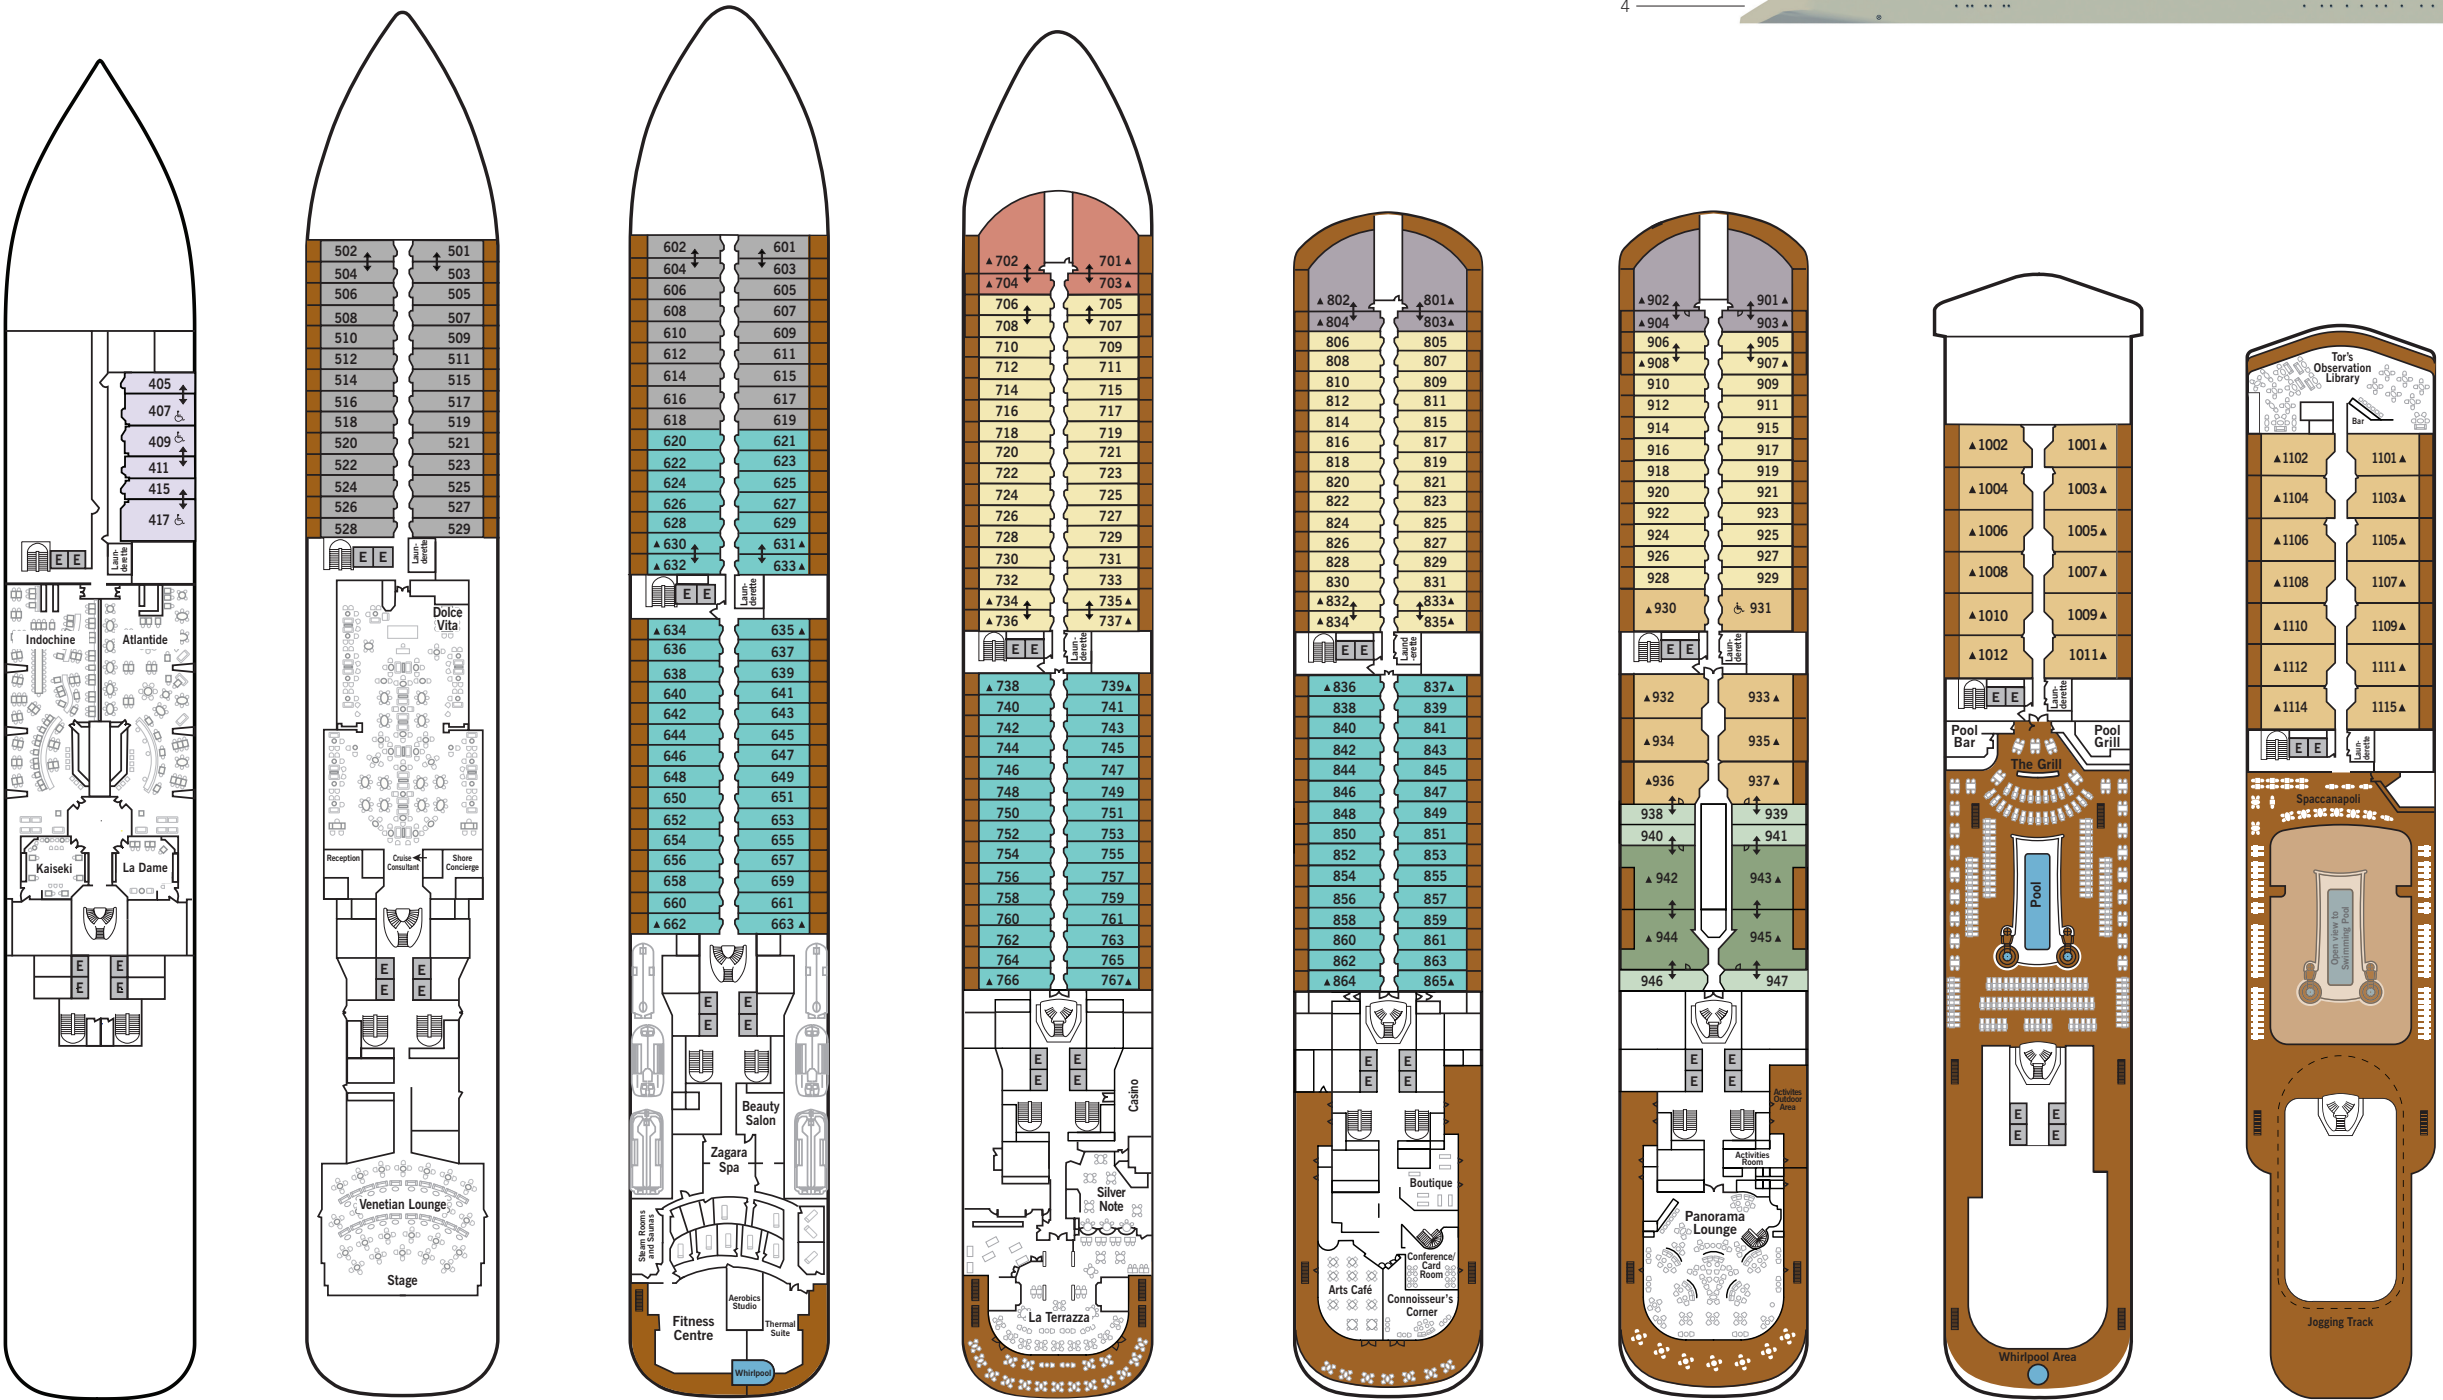 4
405
407
409
411
415
417
E E
Laun-
derette
Indochine
Atlantide
Kaiseki
La Dame
E E
E E
502 501
504 503
506 505
508 507
510 509
512 511
514 515
516 517
518 519
520 521
522 523
524 525
526 527
528 529
E E
Laun-
derette
Dolce
Vita
Reception
Cruise
Consultant
Shore
Concierge
E E
E E
Venetian Lounge
Stage
602 601
604 603
606 605
608 607
610 609
612 611
614 615
616 617
618 619
620 621
622 623
624 625
626 627
628 629
▲630 631▲
▲632 633▲
E E
Laun-
derette
▲634 635▲
636 637
638 639
640 641
642 643
644 645
646 647
648 649
650 651
652 653
654 655
656 657
658 659
660 661
▲662 663▲
E E
E E
Beauty
Salon
Zagara
Spa
Steam Rooms
and Saunas
Aerobics
Studio
Fitness
Centre
Thermal
Suite
Whirlpool
▲702 701▲
▲704 703▲
706 705
708 707
710 709
712 711
714 715
716 717
718 719
720 721
722 723
724 725
726 727
728 729
730 731
732 733
▲734 735▲
▲736 737▲
E E
Laun-
derette
▲738 739▲
740 741
742 743
744 745
746 747
748 749
750 751
752 753
754 755
756 757
758 759
760 761
762 763
764 765
▲766 767▲
E E
E E
Casino
Silver
Note
La Terrazza
▲802 801▲
▲804 803▲
806 805
808 807
810 809
812 811
814 815
816 817
818 819
820 821
822 823
824 825
826 827
828 829
830 831
▲832 833▲
▲834 835▲
E E
Laund
-erette
▲836 837▲
838 839
840 841
842 843
844 845
846 847
848 849
850 851
852 853
854 855
856 857
858 859
860 861
862 863
▲864 865▲
E E
E E
Boutique
Conference/
Card
Room
Arts Café
Connoisseur's
Corner
▲902 901▲
▲904 903▲
906 905
▲908 907▲
910 909
912 911
914 915
916 917
918 919
920 921
922 923
924 925
926 927
928 929
▲930 931
E E
Laun-
derette
▲932 933▲
▲934 935▲
▲936 937▲
938 939
940 941
▲942 943▲
▲944 945▲
946 947
E E
E E
Activites
Outdoor
Area
Activities
Room
Panorama
Lounge
▲1002 1001▲
▲1004 1003▲
▲1006 1005▲
▲1008 1007▲
▲1010 1009▲
▲1012 1011▲
E E
Laun-
derette
Pool
Bar
Pool
Grill
The Grill
Pool
E E
E E
Whirlpool Area
Tor's
Observation
Library
Bar
▲1102 1101▲
▲1104 1103▲
▲1106 1105▲
▲1108 1107▲
▲1110 1109▲
▲1112 1111▲
▲1114 1115▲
E E
Laun-
derette
Spaccanapoli
Open view to
Swimming Pool
Jogging Track